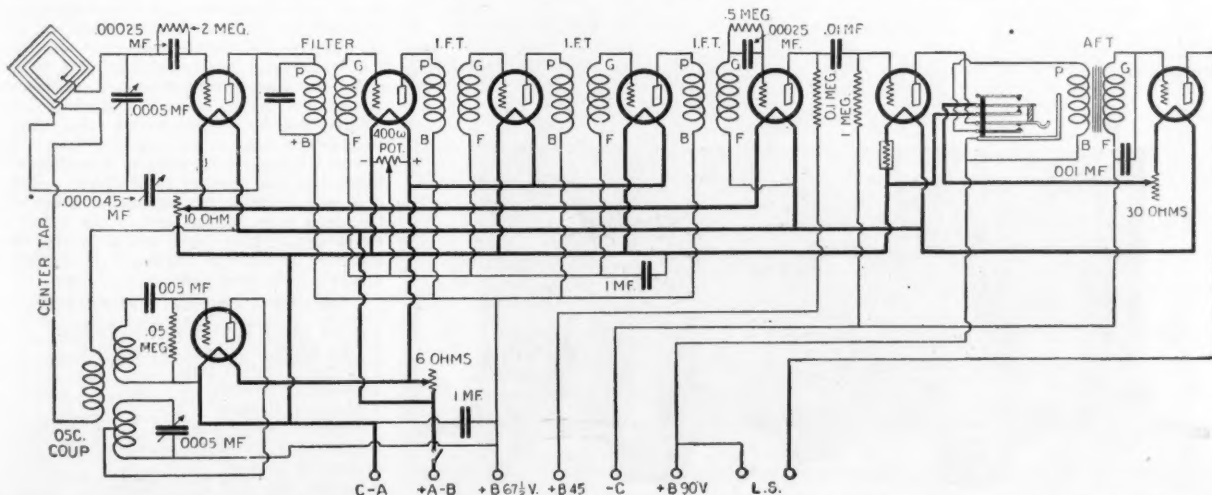 .00025
MF.
2 MEG.
.0005 MF
FILTER
P
+B
G
F
I.F.T.
P
B
G
F
I.F.T
P
B
G
F
I.F.T.
P
B
G
F
400ω
POT.
- +
.5 MEG.
.00025
MF.
.01 MF
0.1 MEG.
1 MEG.
AFT
P
B
G
F
.001 MF
30 OHMS
.000045
MF
10 OHM
CENTER TAP
1 MF.
.005 MF
.05
MEG
6 OHMS
1 MF.
OSC.
COUP
.0005 MF
C-A
+A-B
+B 67½ V.
+B 45
-C
+B 90 V
L.S.